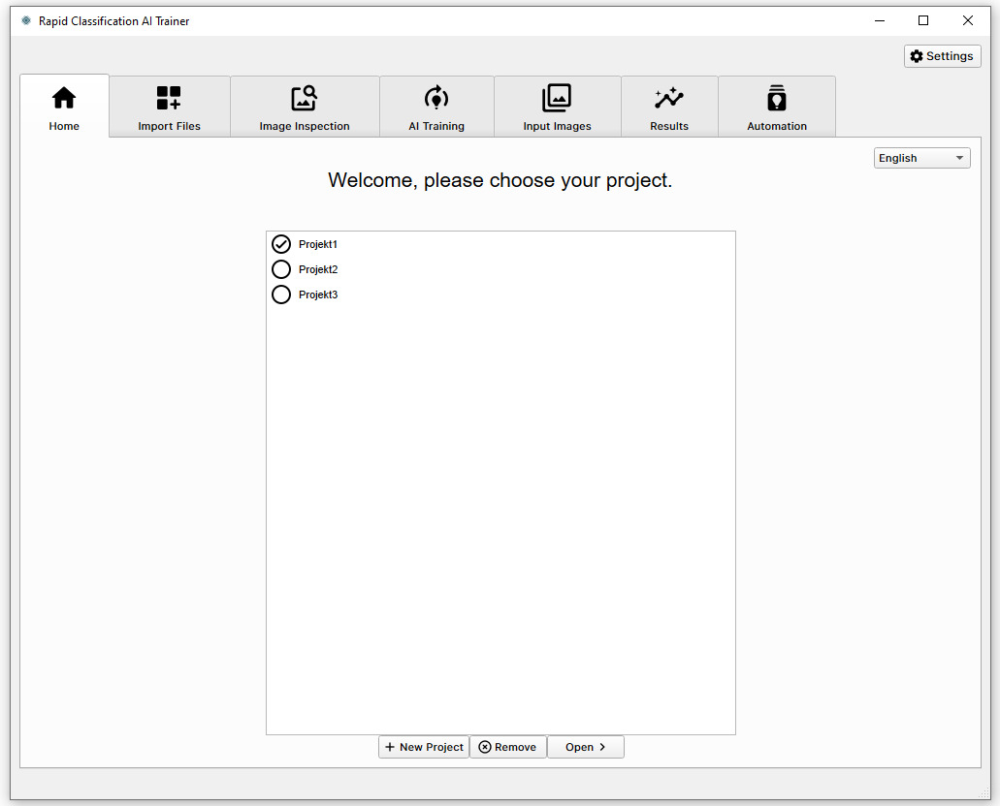 Rapid Classification AI Trainer
Settings
Home
Import Files
Image Inspection
AI Training
Input Images
Results
Automation
English
Welcome, please choose your project.
Projekt1
Projekt2
Projekt3
New Project
Remove
Open